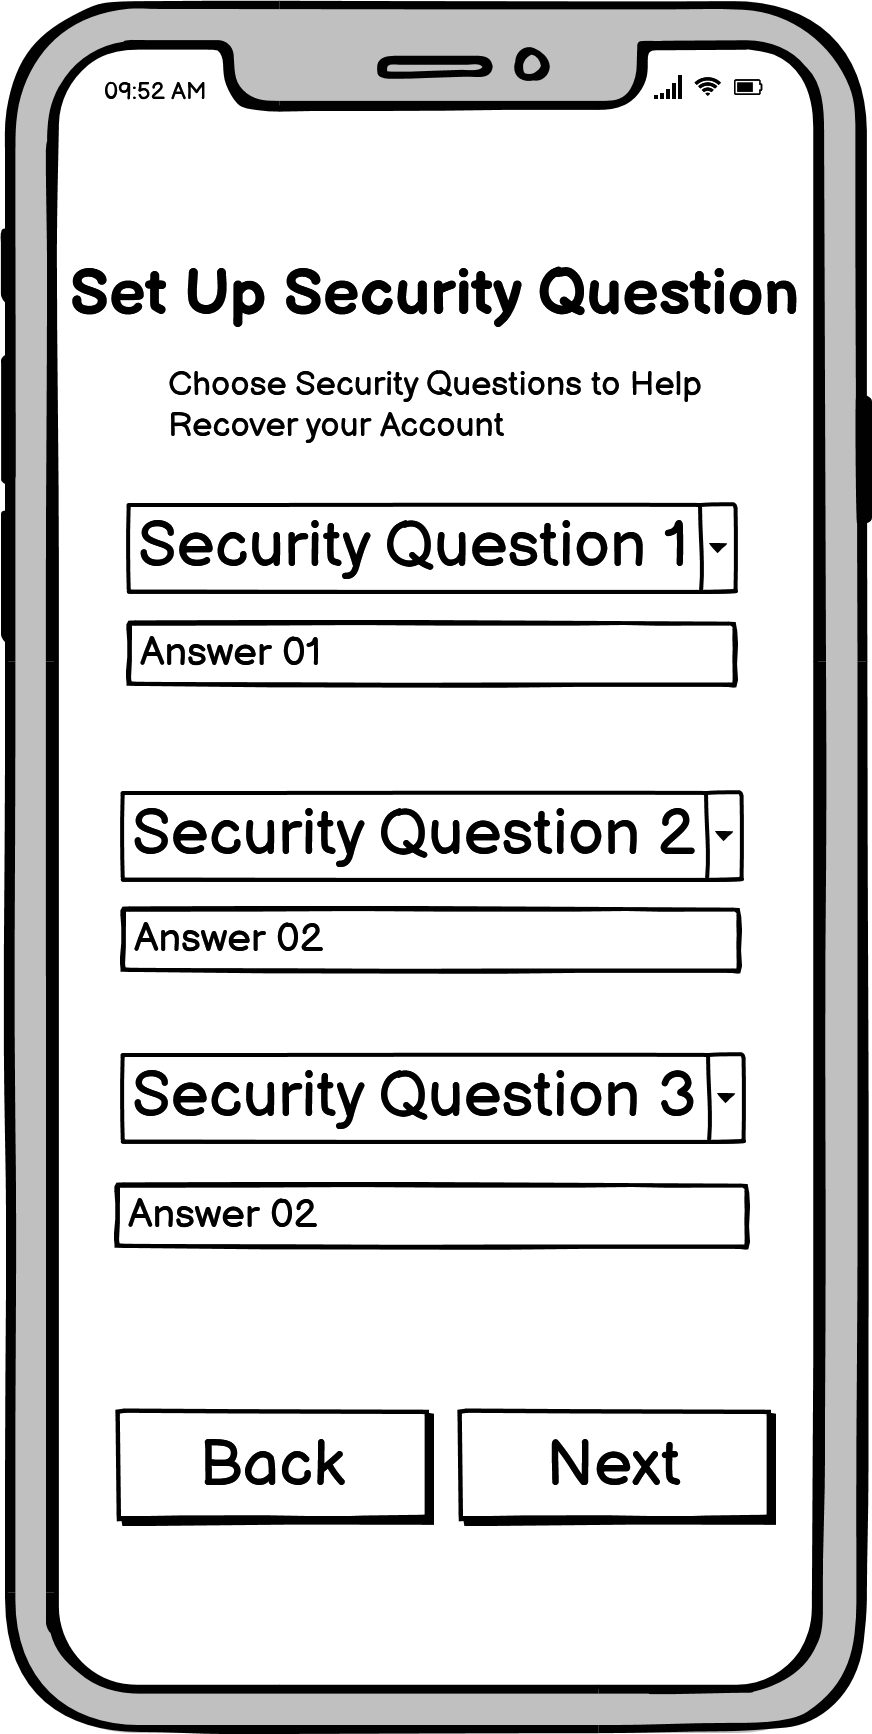 09:52 AM
Set Up Security Question
Choose Security Questions to Help
Recover your Account
Security Question 1
Answer 01
Security Question 2
Answer 02
Security Question 3
Answer 02
Back
Next